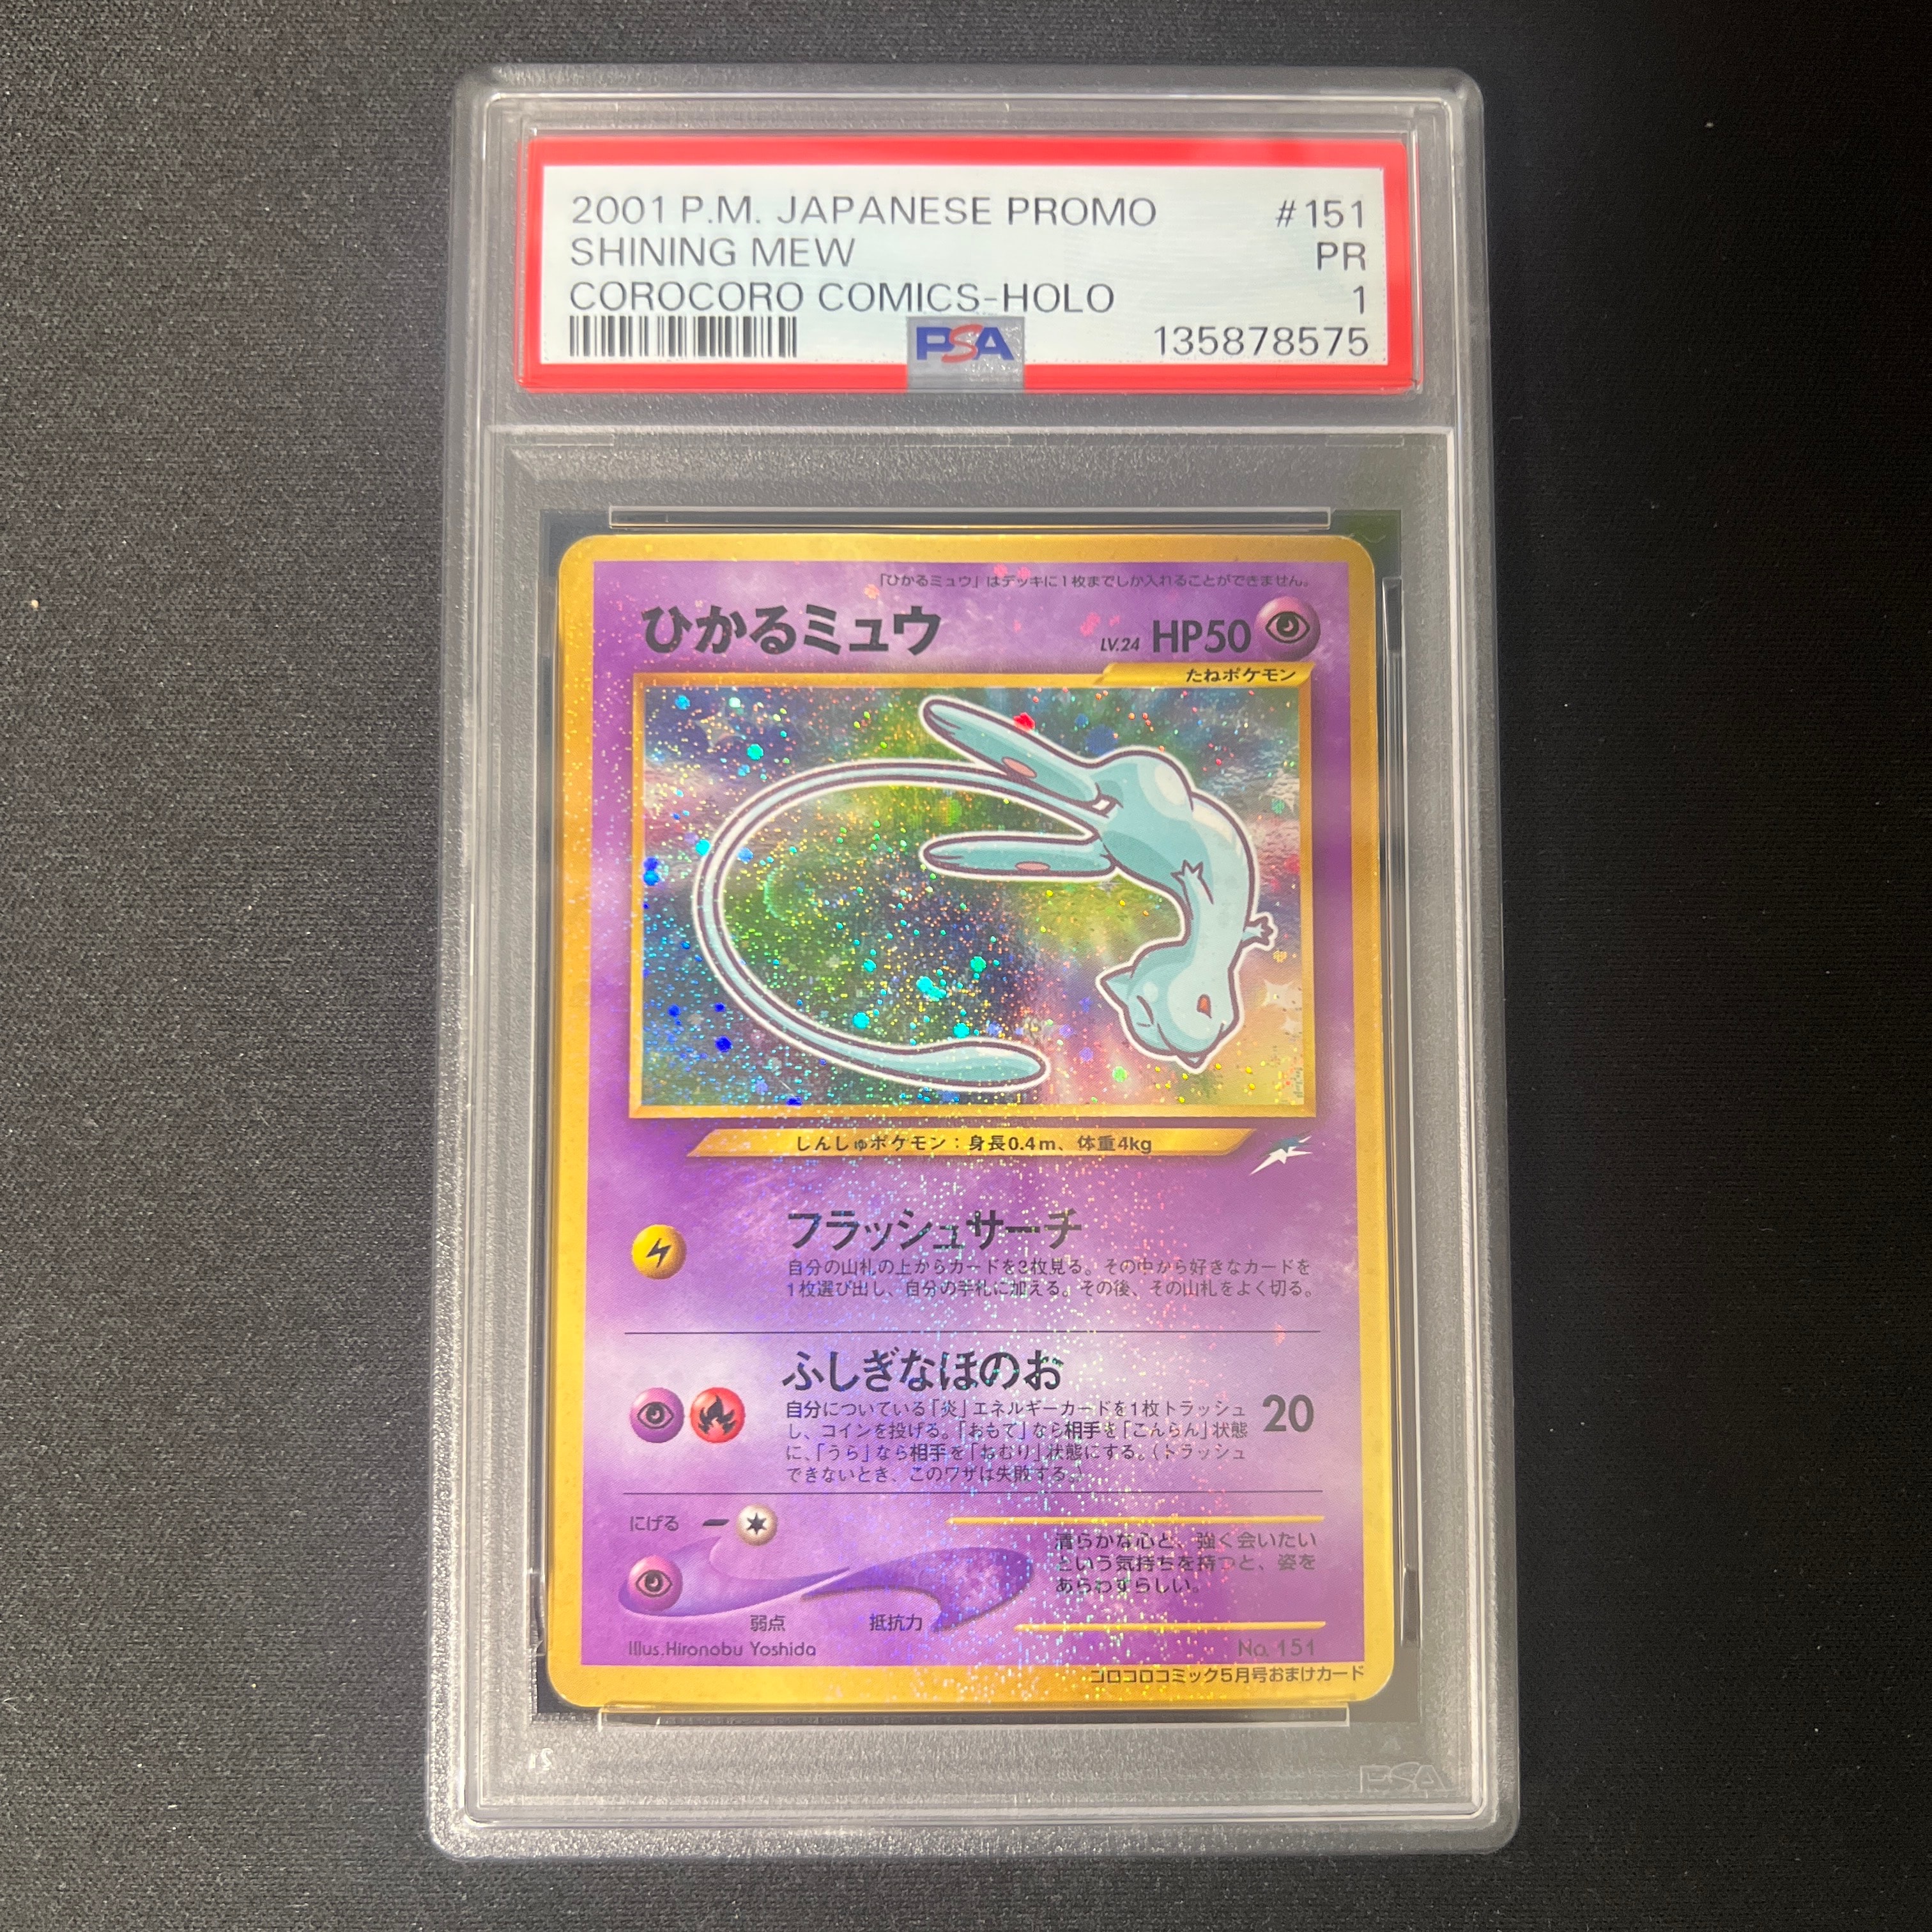 2001 P.M. JAPANESE PROMO #151
SHINING MEW PR
COROCORO COMICS-HOLO 1
PSA 135878575
「ひかるミュウ」はデッキに1枚までしか入れることができません。
ひかるミュウ LV.24 HP50
たねポケモン
しんしゅポケモン：身長0.4m、体重4kg
フラッシュサーチ
自分の山札の上からカードを3枚見る。その中から好きなカードを
1枚選び出し、自分の手札に加える。その後、その山札をよく切る。
ふしぎなほのお 20
自分についている「炎」エネルギーカードを1枚トラッシュ
し、コインを投げる。「おもて」なら相手を「こんらん」状態
に、「うら」なら相手を「ねむり」状態にする。（トラッシュ
できないとき、このワザは失敗する。）
にげる
清らかな心と、強く会いたい
という気持ちを持つと、姿を
あらわすらしい。
弱点 抵抗力
Illus.Hironobu Yoshida No. 151
コロコロコミック5月号おまけカード
PSA